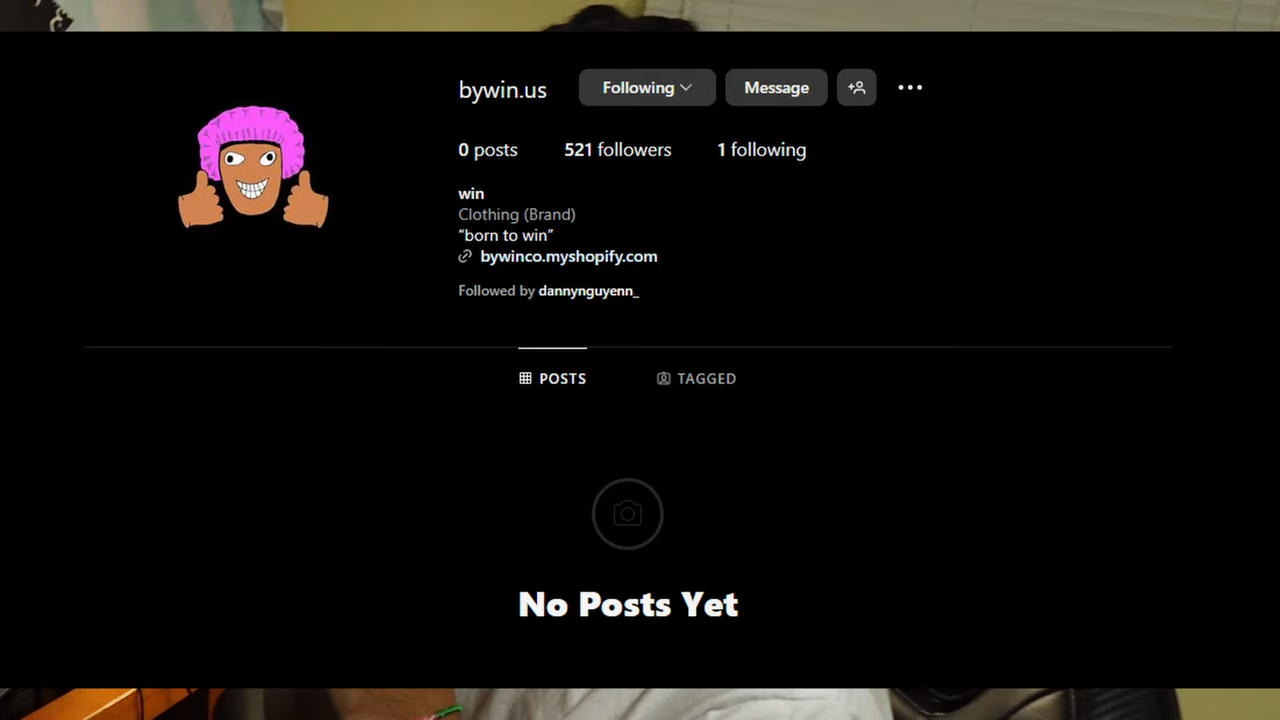 bywin.us Following Message
0 posts 521 followers 1 following
win
Clothing (Brand)
“born to win”
bywinco.myshopify.com
Followed by dannynguyenn_
POSTS TAGGED
No Posts Yet